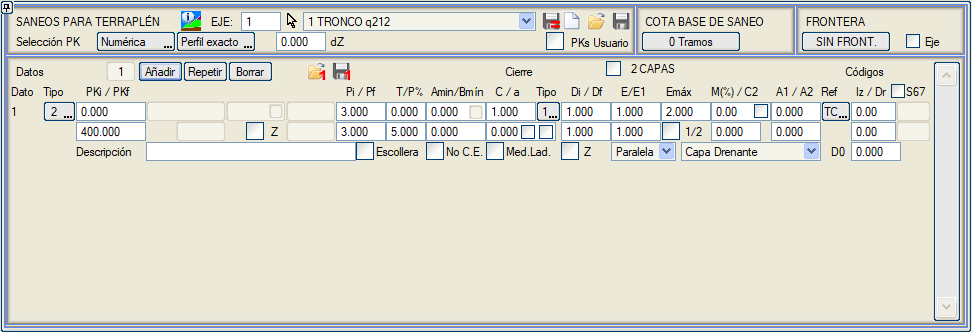 SANEOS PARA TERRAPLÉN EJE: 1 1 TRONCO q212 COTA BASE DE SANEO FRONTERA
Selección PK Numérica ... Perfil exacto ... 0.000 dZ PKs Usuario 0 Tramos SIN FRONT. Eje
Datos 1 Añadir Repetir Borrar Cierre 2 CAPAS Códigos
Dato Tipo PKi / PKf Pi / Pf T/P% Amin/Bmín C / a Tipo Di / Df E/E1 Emáx M(%) / C2 A1 / A2 Ref Iz / Dr S67
1 2 ... 0.000 3.000 0.000 0.000 1.000 1... 1.000 1.000 2.000 0.00 0.000 TC... 0.00
400.000 Z 3.000 5.000 0.000 0.000 1.000 1.000 1/2 0.000 0.000 0.00
Descripción Escollera No C.E. Med.Lad. Z Paralela Capa Drenante D0 0.000